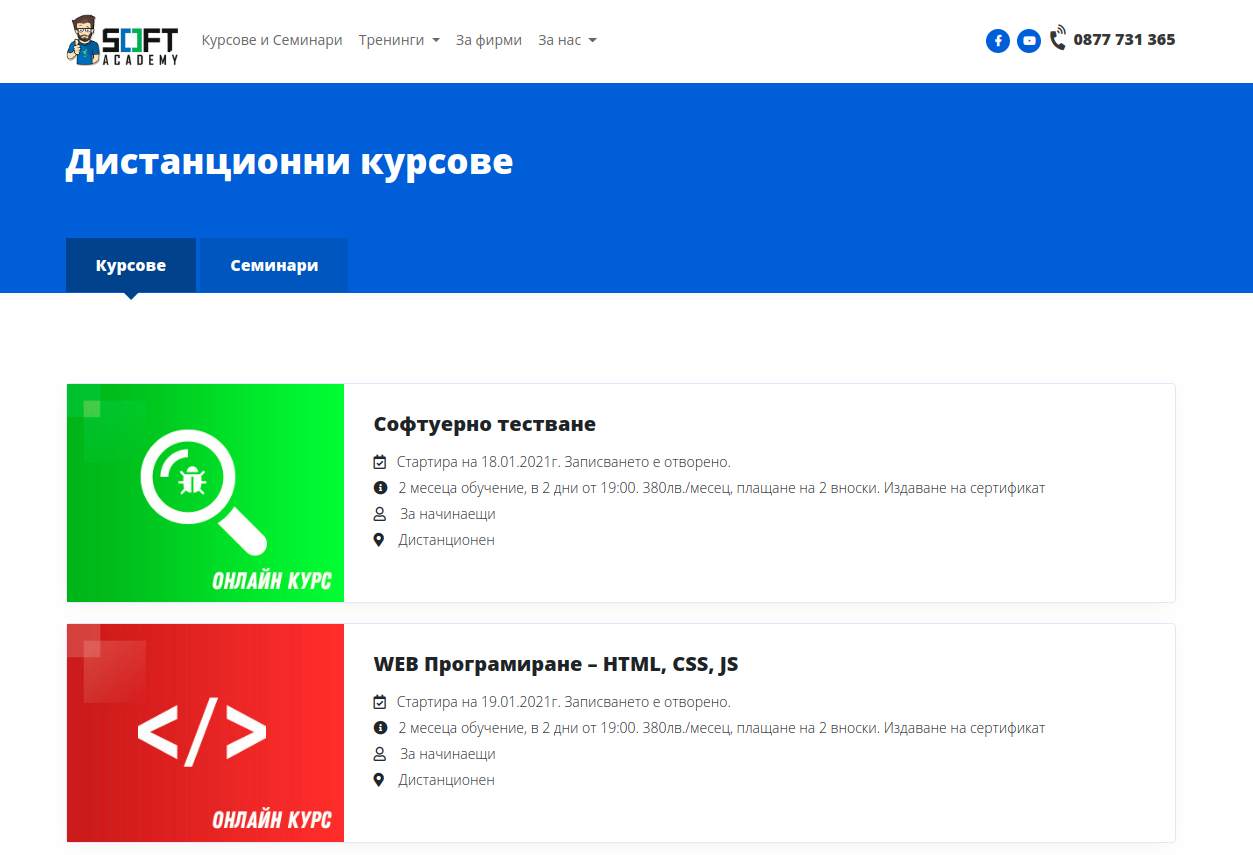 SOFT
ACADEMY
Курсове и Семинари
Тренинги
За фирми
За нас
0877 731 365
Дистанционни курсове
Курсове
Семинари
ОНЛАЙН КУРС
Софтуерно тестване
Стартира на 18.01.2021г. Записването е отворено.
2 месеца обучение, в 2 дни от 19:00. 380лв./месец, плащане на 2 вноски. Издаване на сертификат
За начинаещи
Дистанционен
</>
ОНЛАЙН КУРС
WEB Програмиране – HTML, CSS, JS
Стартира на 19.01.2021г. Записването е отворено.
2 месеца обучение, в 2 дни от 19:00. 380лв./месец, плащане на 2 вноски. Издаване на сертификат
За начинаещи
Дистанционен